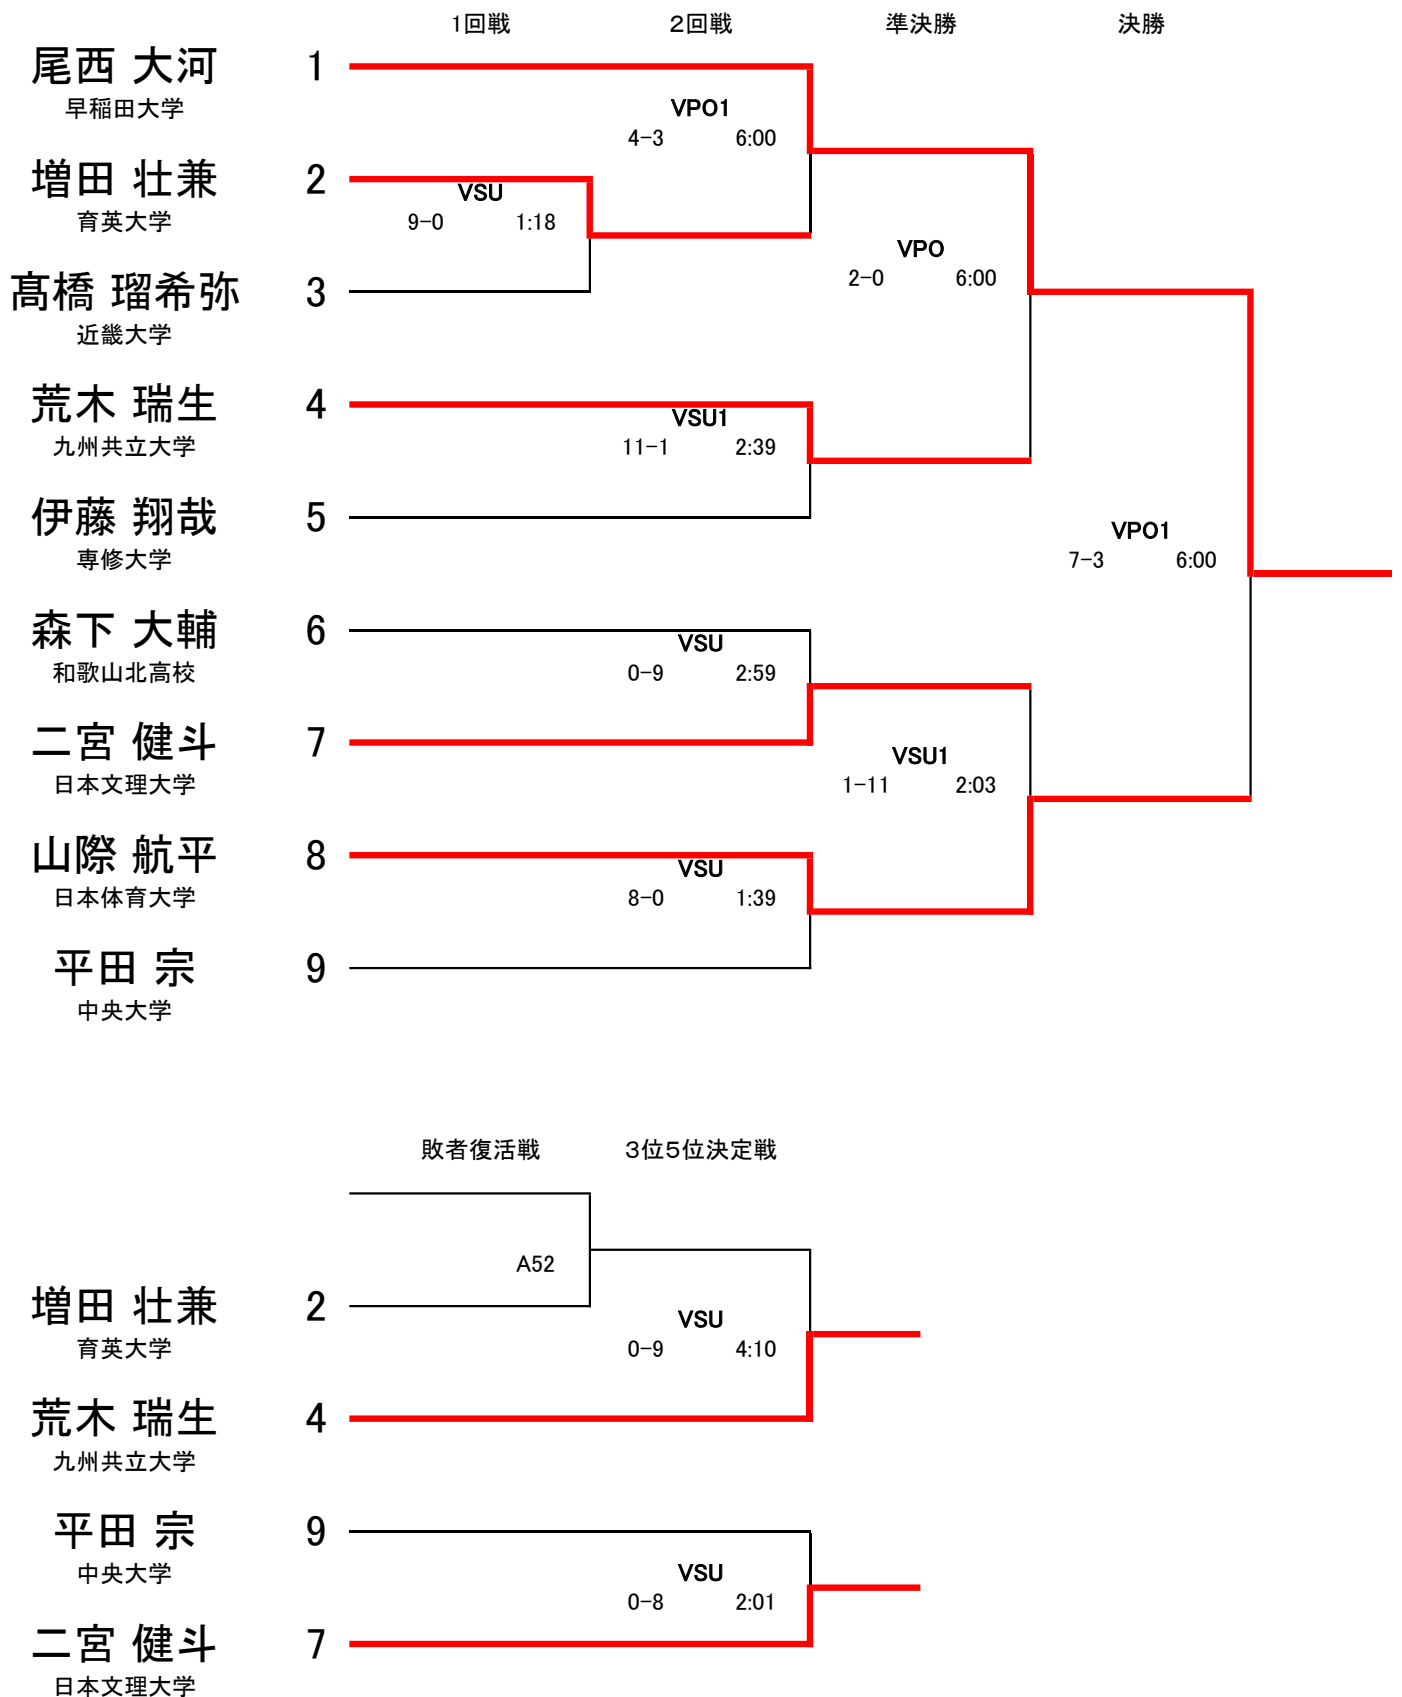 1回戦 2回戦 準決勝 決勝
尾西 大河 1
早稲田大学
VPO1
4-3 6:00
増田 壮兼 2
育英大学
VSU
9-0 1:18
髙橋 瑠希弥 3
近畿大学
VPO
2-0 6:00
荒木 瑞生 4
九州共立大学
VSU1
11-1 2:39
伊藤 翔哉 5
専修大学
VPO1
7-3 6:00
森下 大輔 6
和歌山北高校
VSU
0-9 2:59
二宮 健斗 7
日本文理大学
VSU1
1-11 2:03
山際 航平 8
日本体育大学
VSU
8-0 1:39
平田 宗 9
中央大学
敗者復活戦 3位5位決定戦
A52
増田 壮兼 2
育英大学
VSU
0-9 4:10
荒木 瑞生 4
九州共立大学
平田 宗 9
中央大学
VSU
0-8 2:01
二宮 健斗 7
日本文理大学